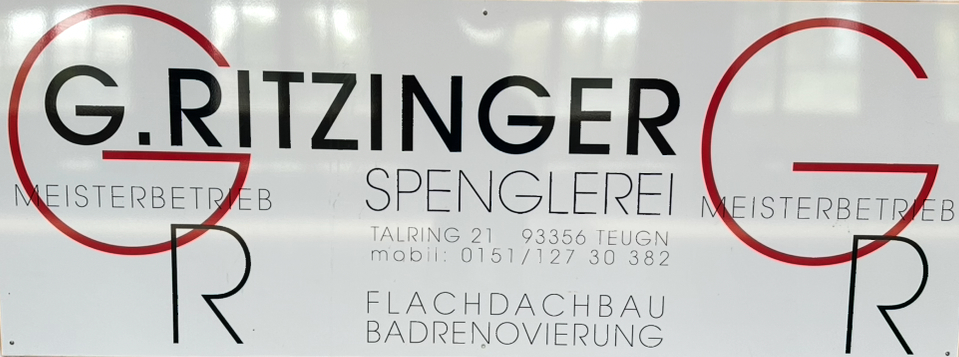 G. RITZINGER
SPENGLEREI
TALRING 21 93356 TEUGN
mobil: 0151/127 30 382
FLACHDACHBAU
BADRENOVIERUNG
G
MEISTERBETRIEB
R
G
MEISTERBETRIEB
R